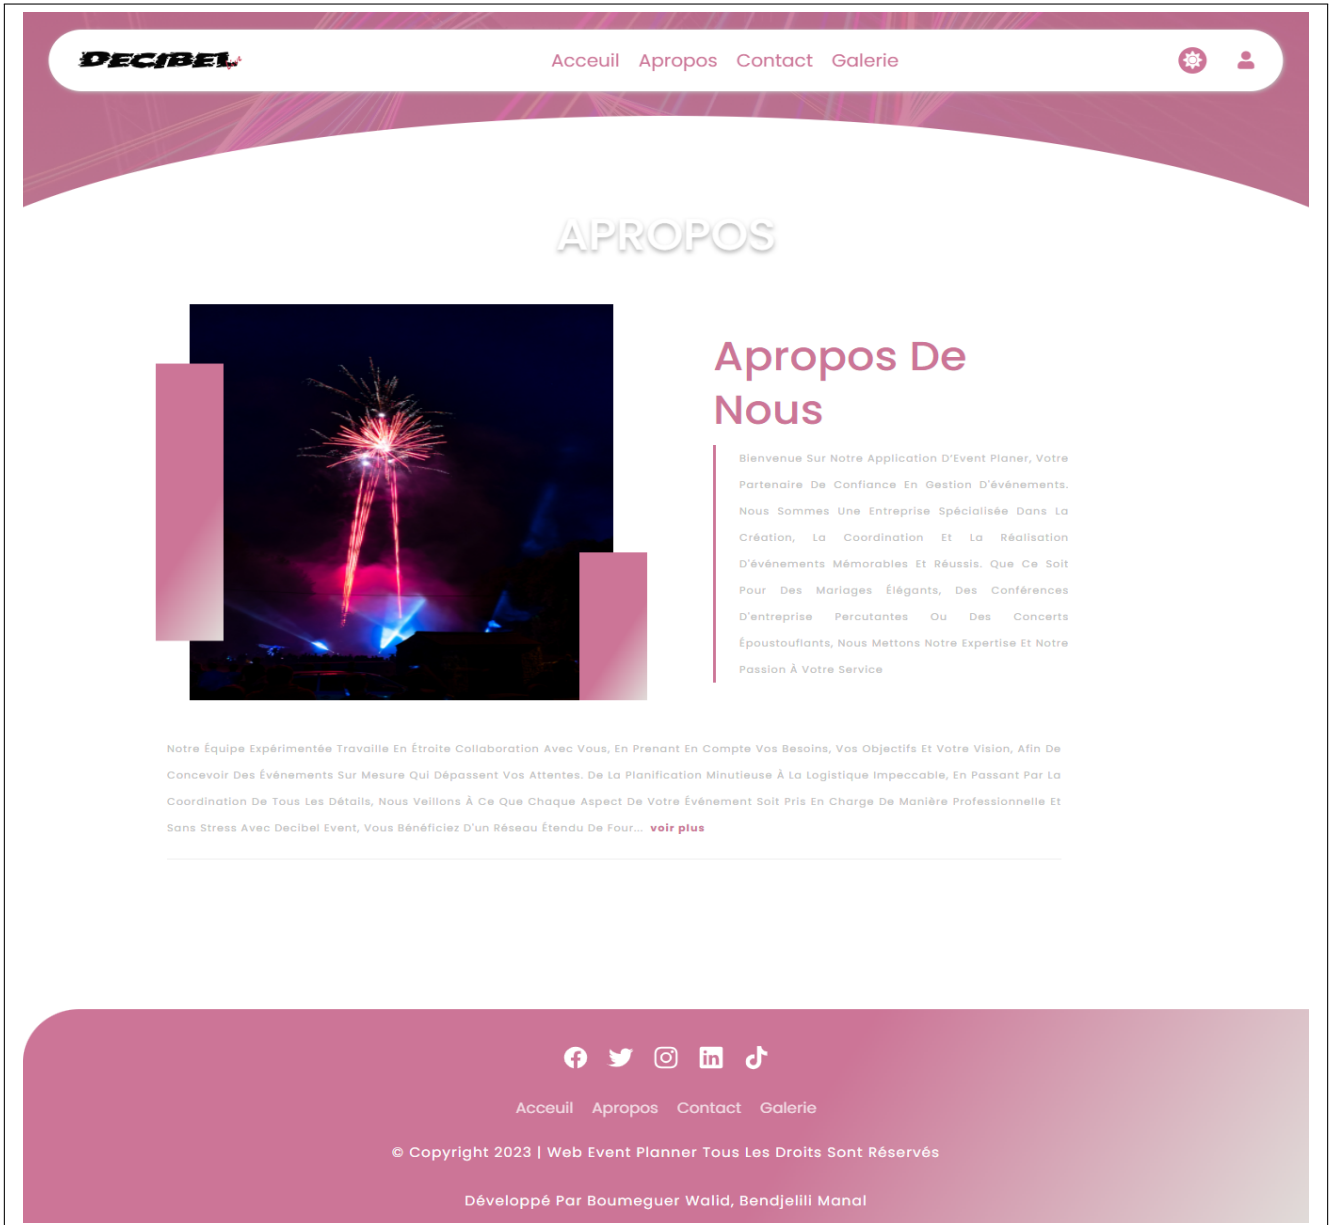 DECIBEL
Acceuil Apropos Contact Galerie
APROPOS
Apropos De
Nous
Bienvenue Sur Notre Application D'Event Planer, Votre
Partenaire De Confiance En Gestion D'événements.
Nous Sommes Une Entreprise Spécialisée Dans La
Création, La Coordination Et La Réalisation
D'événements Mémorables Et Réussis. Que Ce Soit
Pour Des Mariages Élégants, Des Conférences
D'entreprise Percutantes Ou Des Concerts
Époustouflants, Nous Mettons Notre Expertise Et Notre
Passion À Votre Service
Notre Équipe Expérimentée Travaille En Étroite Collaboration Avec Vous, En Prenant En Compte Vos Besoins, Vos Objectifs Et Votre Vision, Afin De
Concevoir Des Événements Sur Mesure Qui Dépassent Vos Attentes. De La Planification Minutieuse À La Logistique Impeccable, En Passant Par La
Coordination De Tous Les Détails, Nous Veillons À Ce Que Chaque Aspect De Votre Événement Soit Pris En Charge De Manière Professionnelle Et
Sans Stress Avec Decibel Event, Vous Bénéficiez D'un Réseau Étendu De Four... voir plus
Acceuil Apropos Contact Galerie
© Copyright 2023 | Web Event Planner Tous Les Droits Sont Réservés
Développé Par Boumeguer Walid, Bendjelili Manal